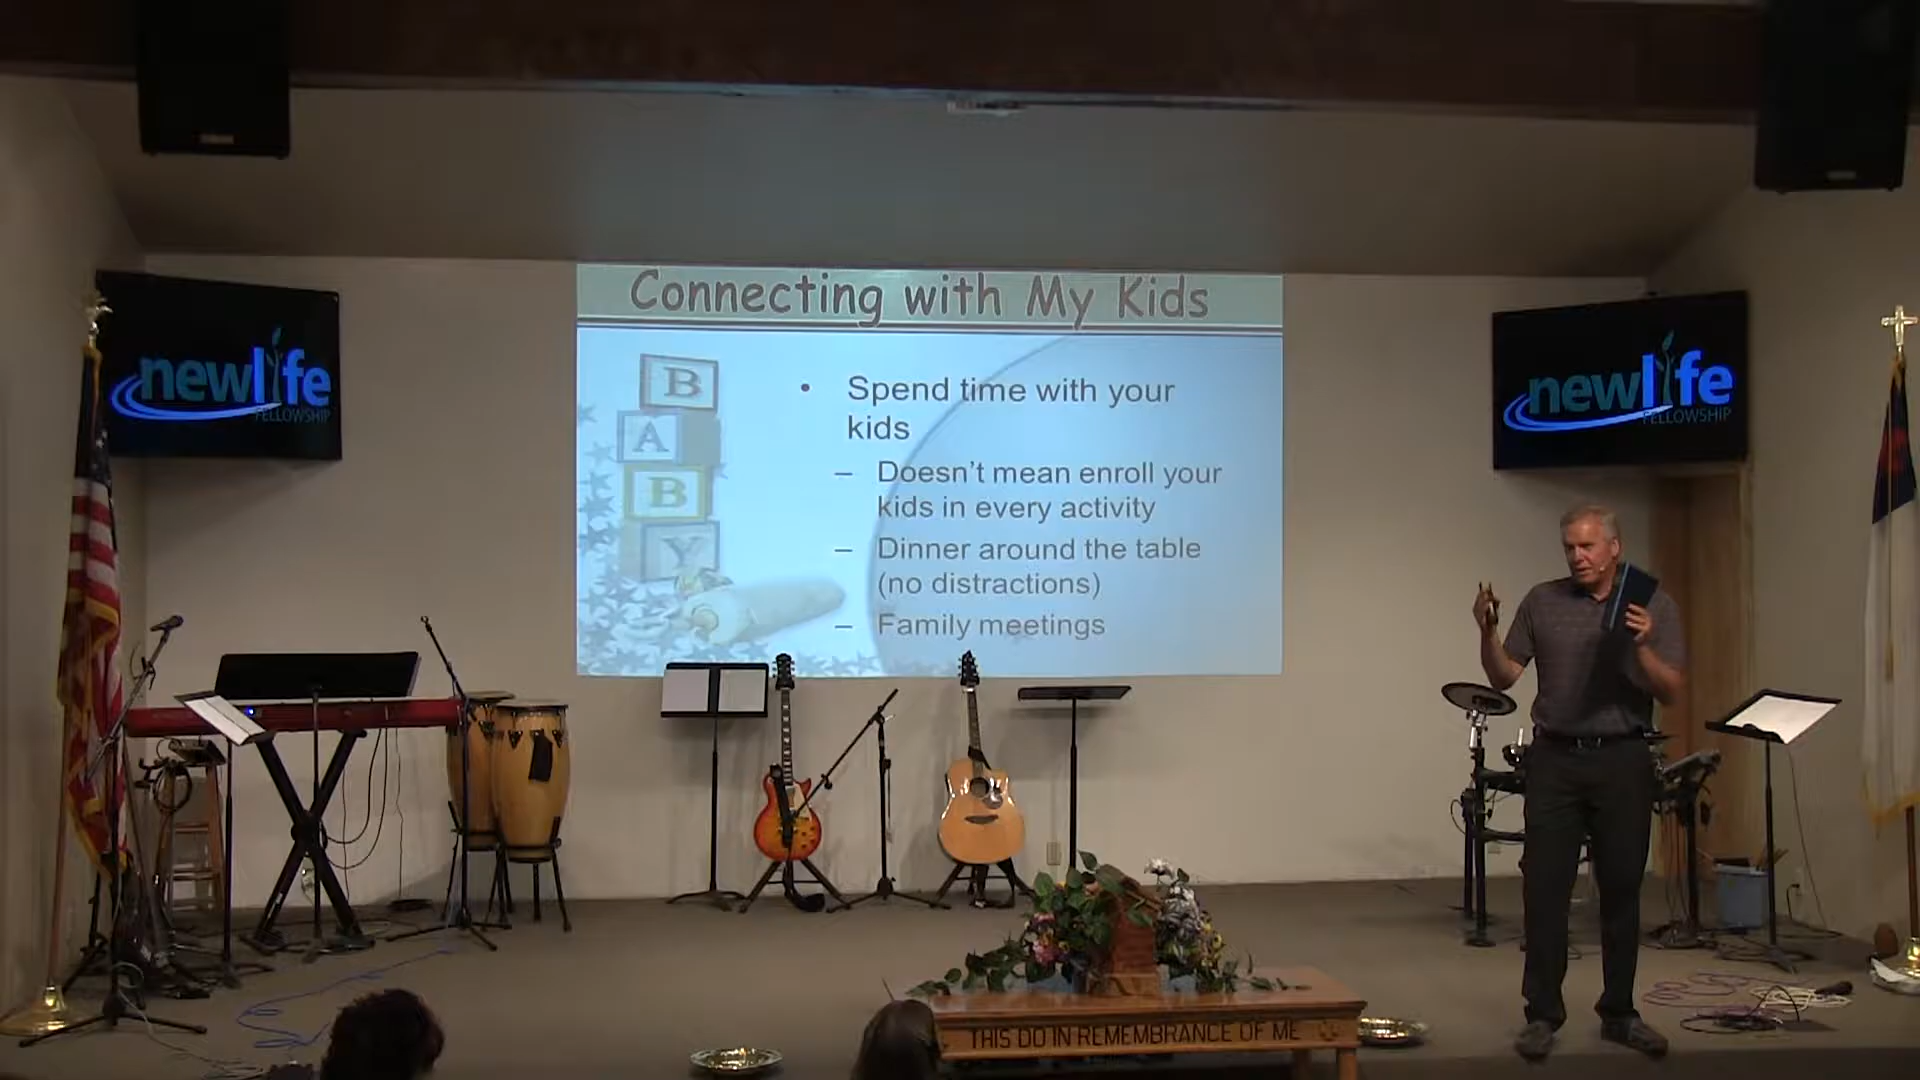 Connecting with My Kids
newlife
FELLOWSHIP
newlife
FELLOWSHIP
B
A
B
Y
• Spend time with your
kids
– Doesn't mean enroll your
kids in every activity
– Dinner around the table
(no distractions)
– Family meetings
THIS DO IN REMEMBRANCE OF ME